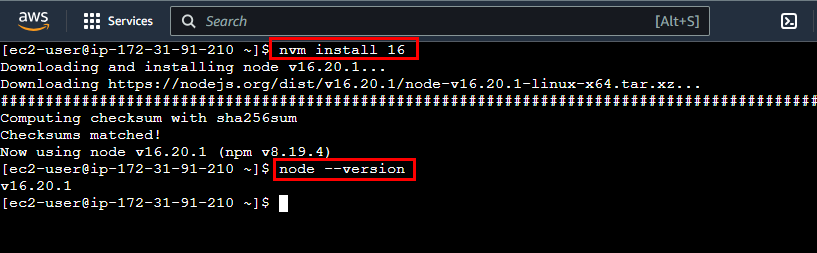 aws Services Search [Alt+S]
[ec2-user@ip-172-31-91-210 ~]$ nvm install 16
Downloading and installing node v16.20.1...
Downloading https://nodejs.org/dist/v16.20.1/node-v16.20.1-linux-x64.tar.xz...
#########################################################################################################
Computing checksum with sha256sum
Checksums matched!
Now using node v16.20.1 (npm v8.19.4)
[ec2-user@ip-172-31-91-210 ~]$ node --version
v16.20.1
[ec2-user@ip-172-31-91-210 ~]$